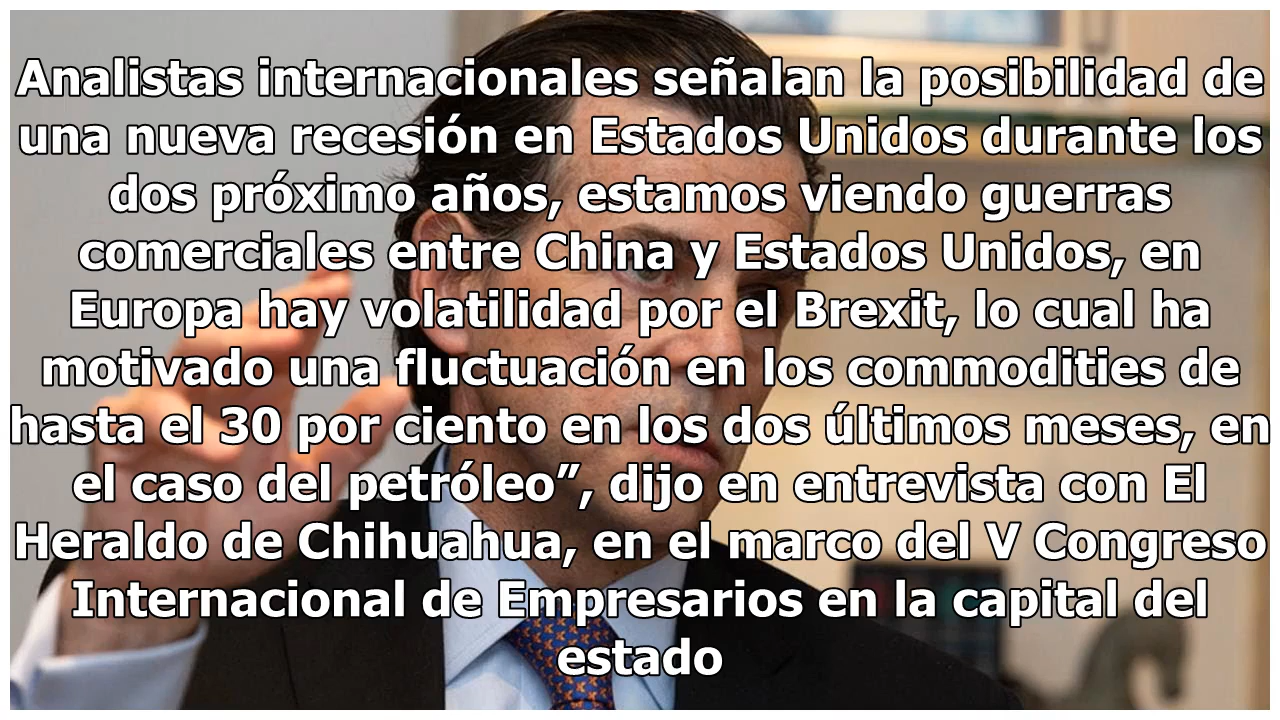 Analistas internacionales señalan la posibilidad de
una nueva recesión en Estados Unidos durante los
dos próximo años, estamos viendo guerras
comerciales entre China y Estados Unidos, en
Europa hay volatilidad por el Brexit, lo cual ha
motivado una fluctuación en los commodities de
hasta el 30 por ciento en los dos últimos meses, en
el caso del petróleo”, dijo en entrevista con El
Heraldo de Chihuahua, en el marco del V Congreso
Internacional de Empresarios en la capital del
estado